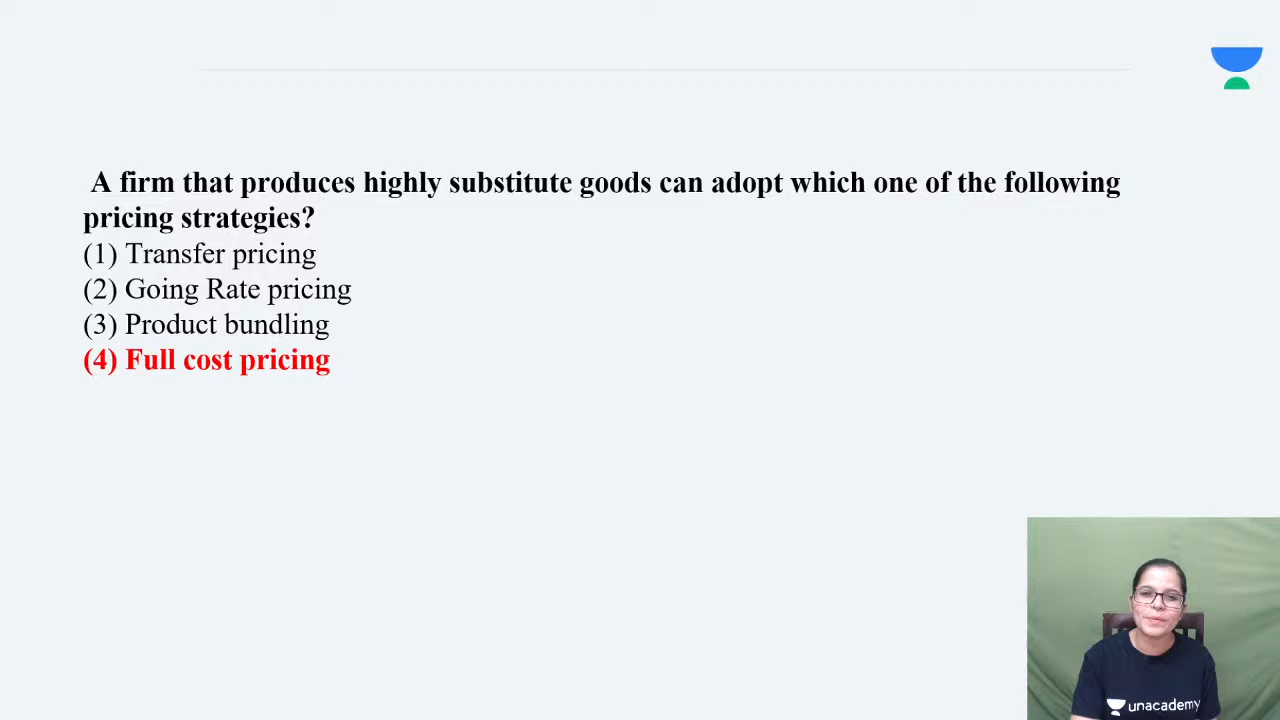 A firm that produces highly substitute goods can adopt which one of the following
pricing strategies?
(1) Transfer pricing
(2) Going Rate pricing
(3) Product bundling
(4) Full cost pricing
unacademy